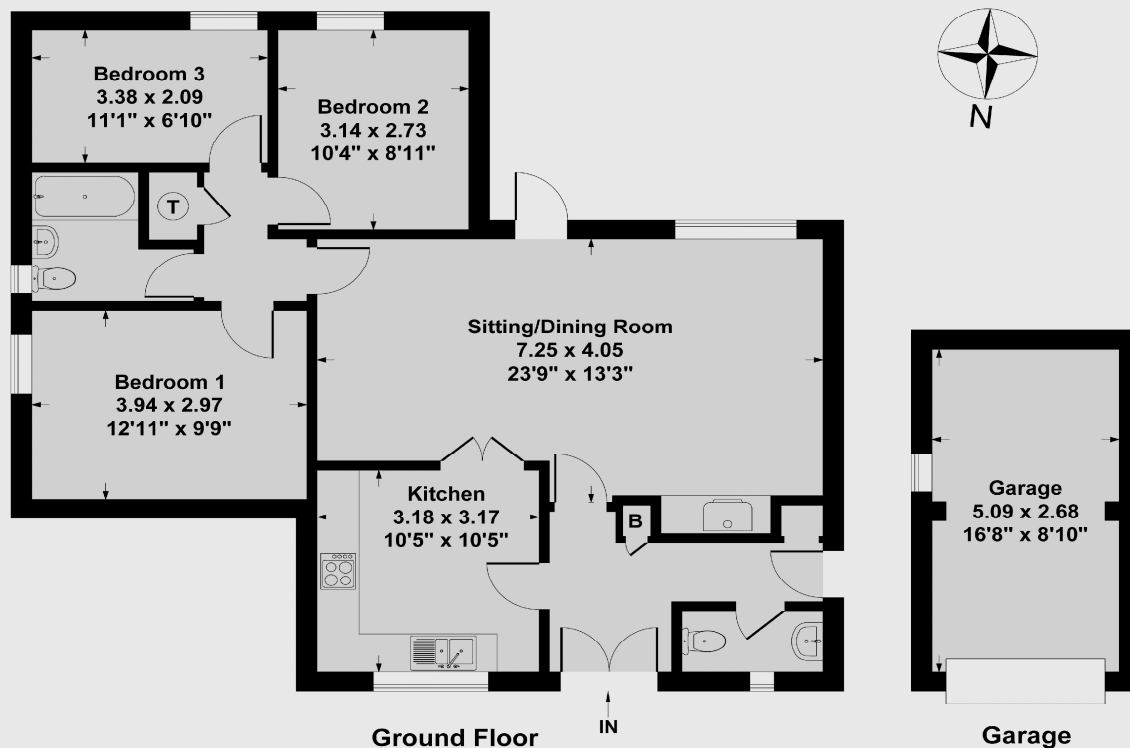 Bedroom 3
3.38 x 2.09
11'1" x 6'10"
Bedroom 2
3.14 x 2.73
10'4" x 8'11"
N
T
Sitting/Dining Room
7.25 x 4.05
23'9" x 13'3"
Bedroom 1
3.94 x 2.97
12'11" x 9'9"
Kitchen
3.18 x 3.17
10'5" x 10'5"
B
Garage
5.09 x 2.68
16'8" x 8'10"
IN
Ground Floor
Garage